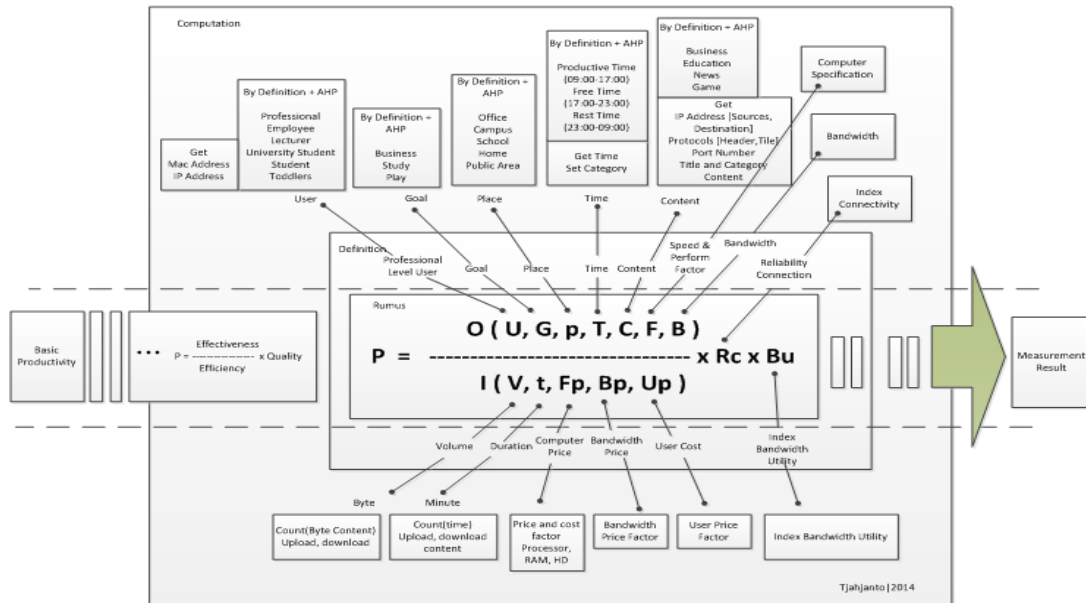 Computation
Get
Mac Address
IP Address
By Definition + AHP
Professional
Employee
Lecturer
University Student
Student
Toddlers
By Definition +
AHP
Business
Study
Play
By Definition +
AHP
Office
Campus
School
Home
Public Area
By Definition + AHP
Productive Time
(09:00-17:00)
Free Time
(17:00-23:00)
Rest Time
(23:00-09:00)
Get Time
Set Category
By Definition + AHP
Business
Education
News
Game
Get
IP Address [Sources,
Destination]
Protocols [Header,Tile]
Port Number
Title and Category
Content
Computer
Specification
Bandwidth
Index
Connectivity
User
Goal
Place
Time
Content
Definition
Professional
Level User
Goal
Place
Time
Content
Speed &
Perform
Factor
Bandwidth
Reliability
Connection
Rumus
O ( U, G, p, T, C, F, B )
P = -------------------------------- x Rc x Bu
I ( V, t, Fp, Bp, Up )
Basic
Productivity
Effectiveness
••• P = ----------------- x Quality
Efficiency
Measurement
Result
Volume
Duration
Computer
Price
Bandwidth
Price
User Cost
Index
Bandwidth
Utility
Byte
Minute
Count(Byte Content)
Upload, download
Count(time)
Upload, download
content
Price and cost
factor
Processor,
RAM, HD
Bandwidth
Price Factor
User Price
Factor
Index Bandwidth Utility
Tjahjanto|2014